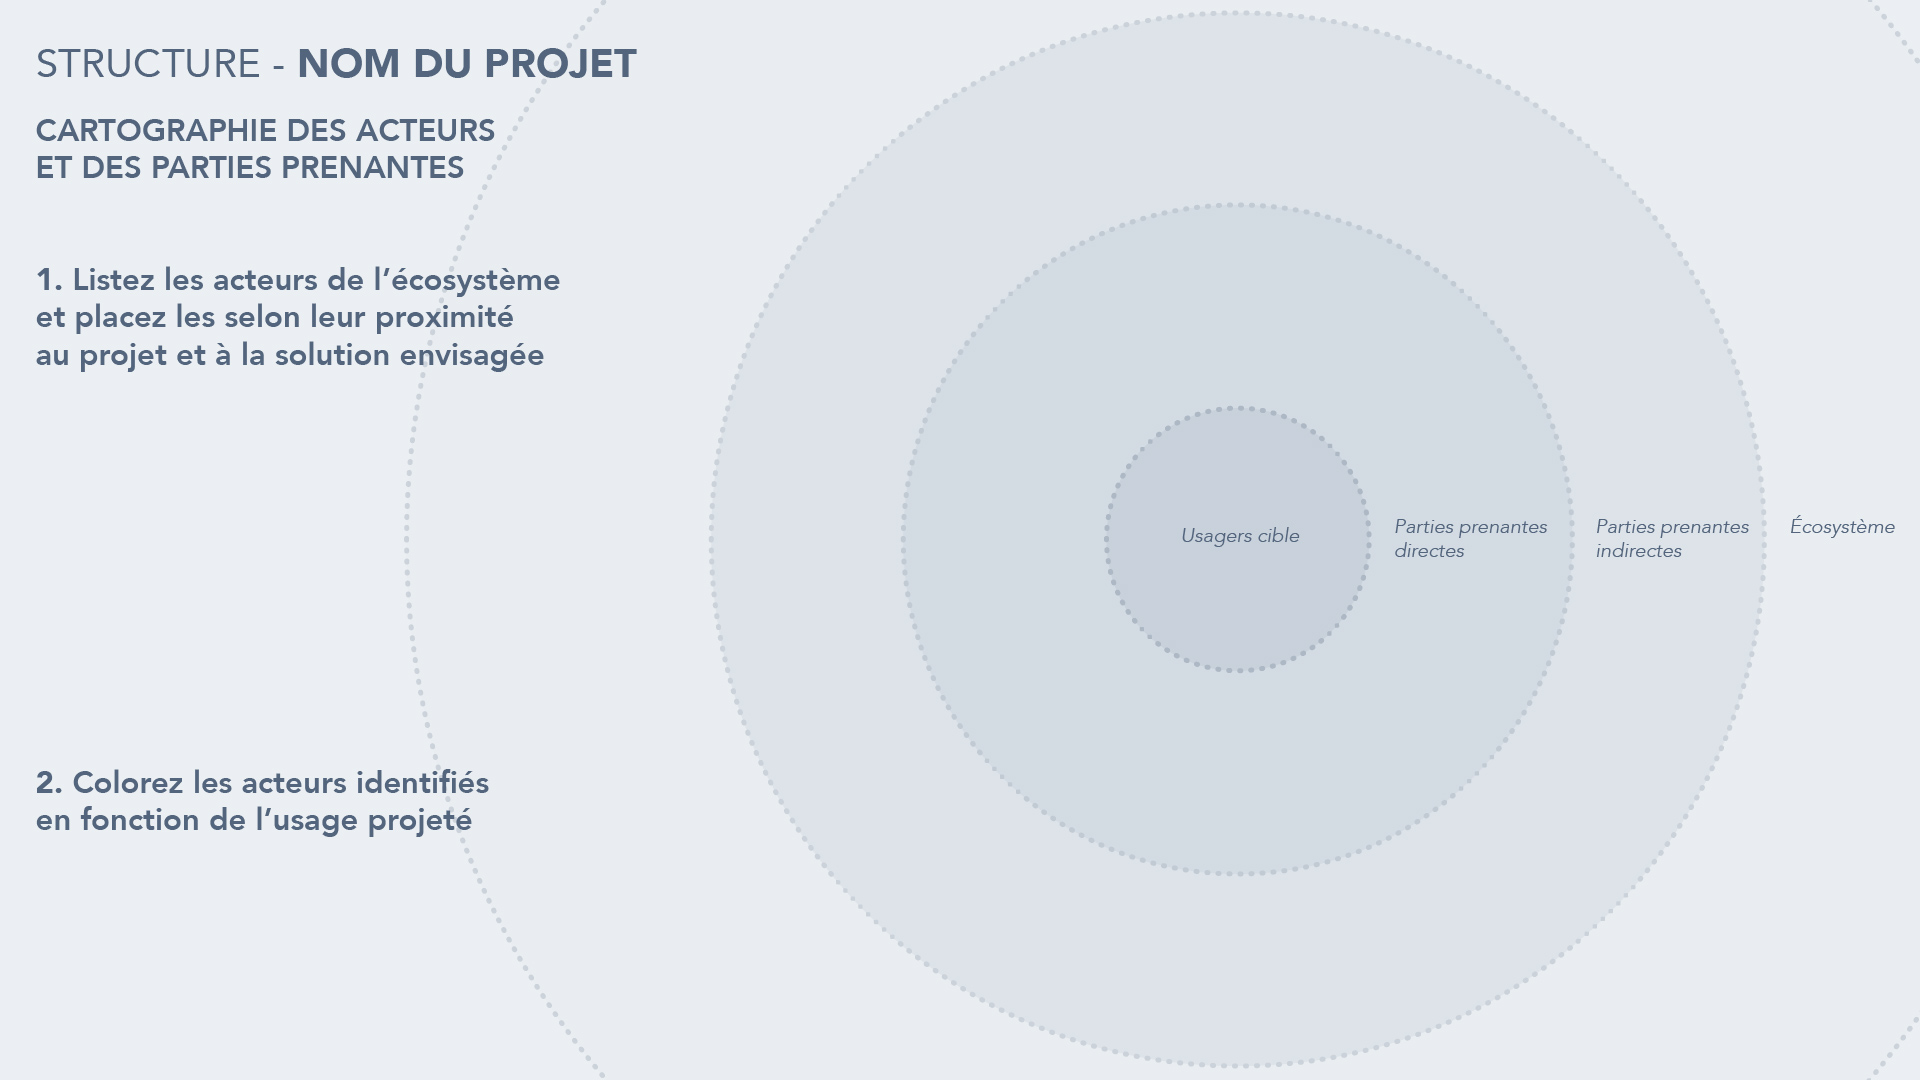 STRUCTURE - NOM DU PROJET
CARTOGRAPHIE DES ACTEURS
ET DES PARTIES PRENANTES
1. Listez les acteurs de l’écosystème
et placez les selon leur proximité
au projet et à la solution envisagée
2. Colorez les acteurs identifiés
en fonction de l’usage projeté
Usagers cible
Parties prenantes
directes
Parties prenantes
indirectes
Écosystème